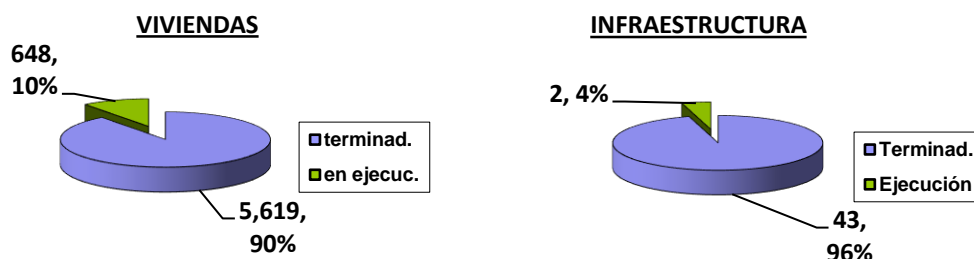 VIVIENDAS
648,
10%
terminad.
en ejecuc.
5,619,
90%
INFRAESTRUCTURA
2, 4%
Terminad.
Ejecución
43,
96%